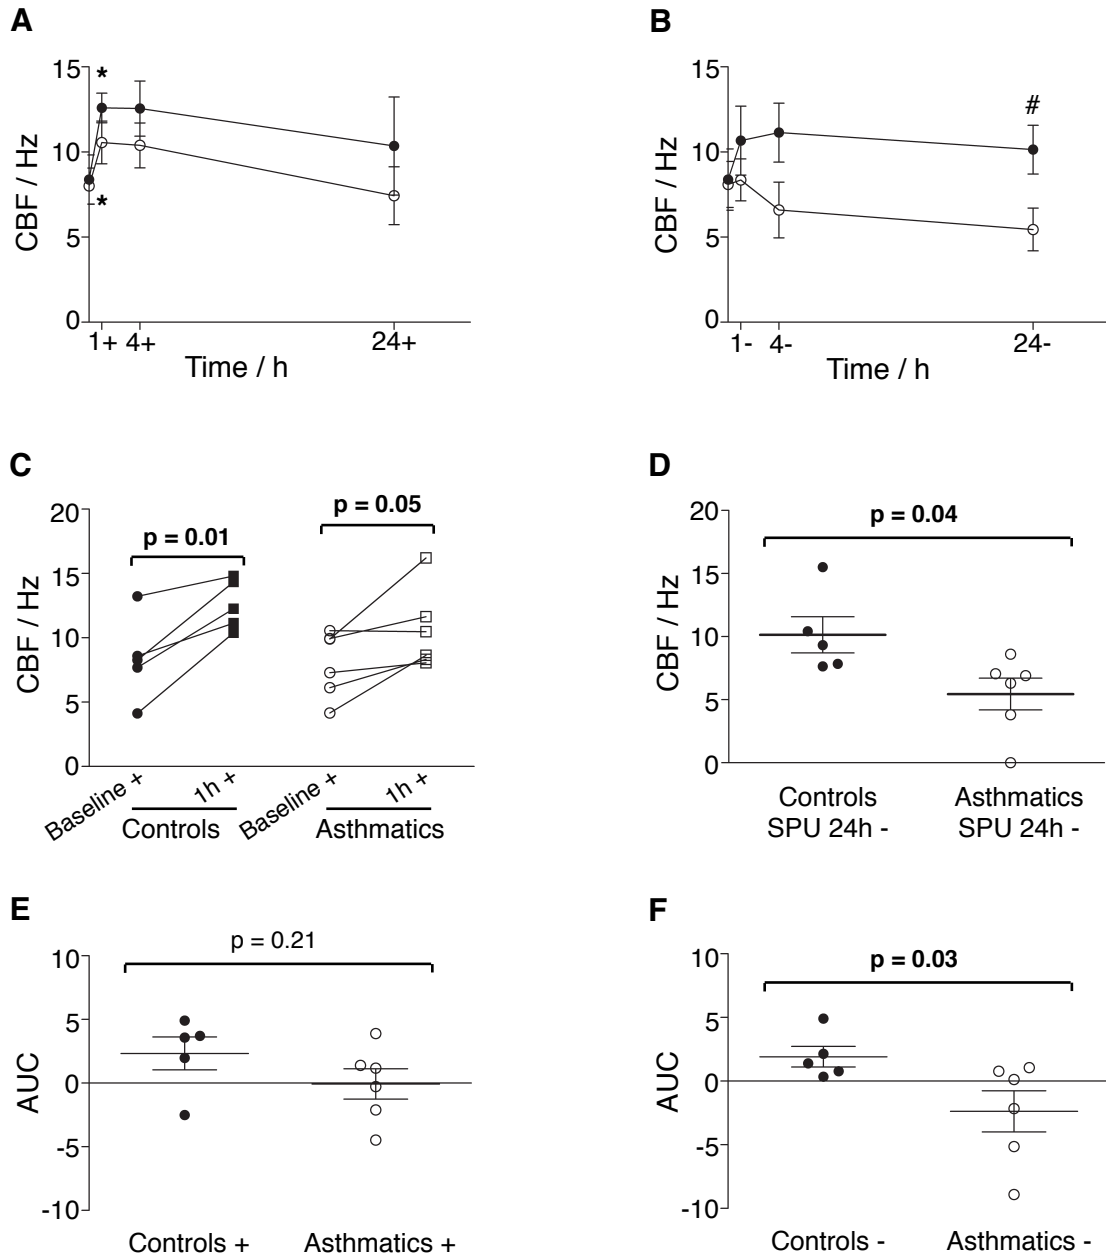 A
15
10
5
0
CBF / Hz
*
*
1+ 4+ 24+
Time / h
B
15
10
5
0
CBF / Hz
#
1- 4- 24-
Time / h
C
20
15
10
5
0
CBF / Hz
p = 0.01
p = 0.05
Baseline + 1h + Baseline + 1h +
Controls Asthmatics
D
20
15
10
5
0
CBF / Hz
p = 0.04
Controls Asthmatics
SPU 24h - SPU 24h -
E
10
5
0
-5
-10
AUC
p = 0.21
Controls + Asthmatics +
F
10
5
0
-5
-10
AUC
p = 0.03
Controls - Asthmatics -